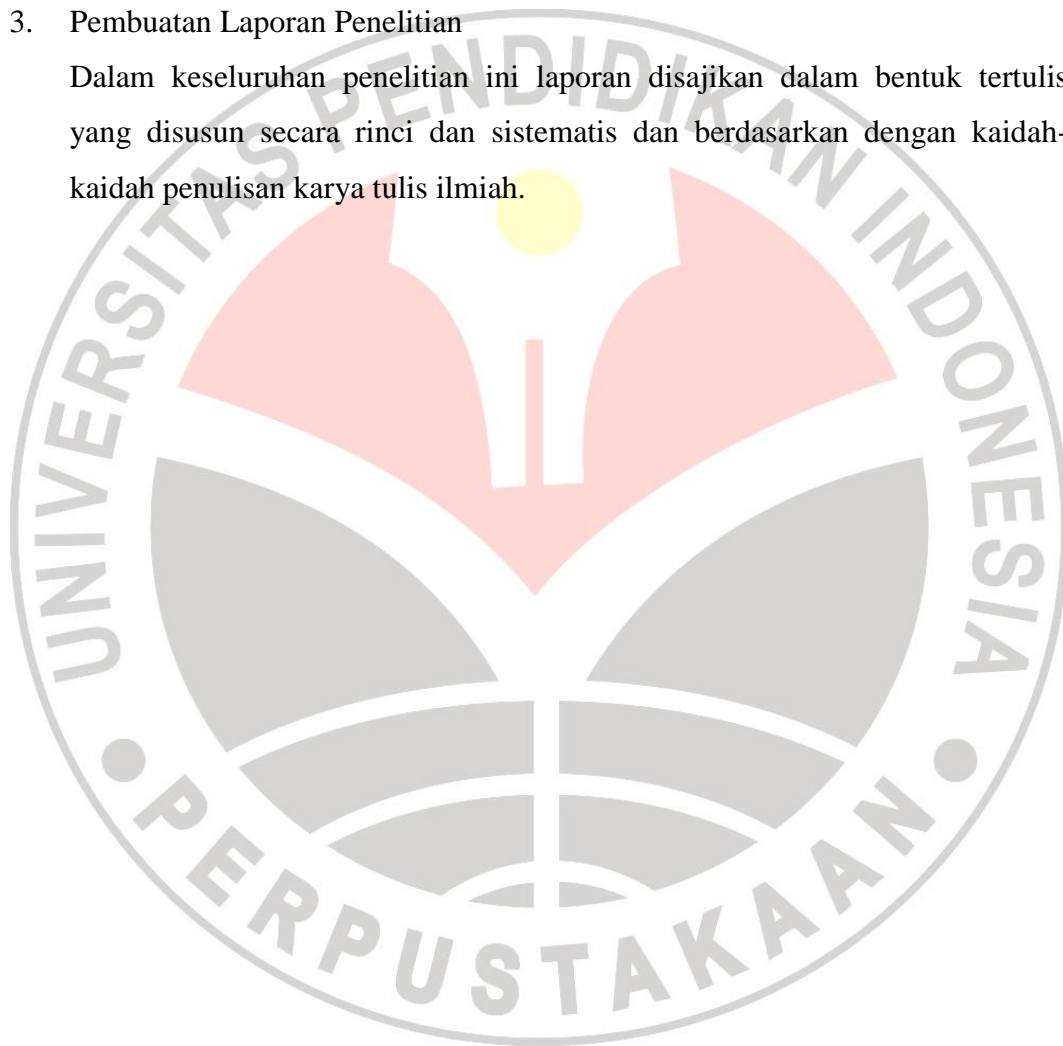 3. Pembuatan Laporan Penelitian
Dalam keseluruhan penelitian ini laporan disajikan dalam bentuk tertulis
yang disusun secara rinci dan sistematis dan berdasarkan dengan kaidah-
kaidah penulisan karya tulis ilmiah.
UNIVERSITAS PENDIDIKAN INDONESIA
PERPUSTAKAAN